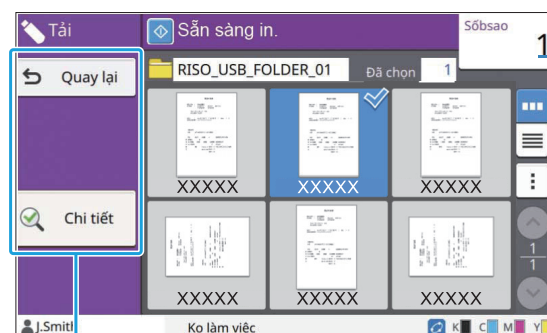 Tải
Sẵn sàng in.
Sốbsao
1
Quay lại
RISO_USB_FOLDER_01
Đã chọn
1
XXXXX
XXXXX
XXXXX
Chi tiết
1
1
XXXXX
XXXXX
XXXXX
J.Smith
Ko làm việc
K
C
M
Y